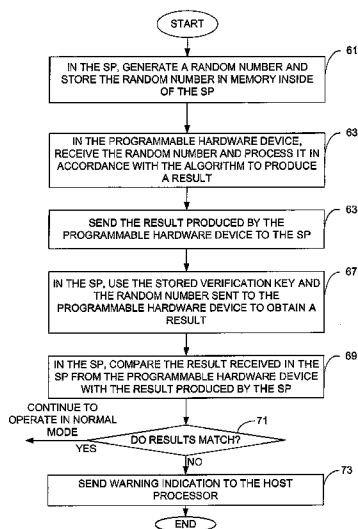 START
61
IN THE SP, GENERATE A RANDOM NUMBER AND
STORE THE RANDOM NUMBER IN MEMORY INSIDE
OF THE SP
63
IN THE PROGRAMMABLE HARDWARE DEVICE,
RECEIVE THE RANDOM NUMBER AND PROCESS IT IN
ACCORDANCE WITH THE ALGORITHM TO PRODUCE
A RESULT
63
SEND THE RESULT PRODUCED BY THE
PROGRAMMABLE HARDWARE DEVICE TO THE SP
67
IN THE SP, USE THE STORED VERIFICATION KEY AND
THE RANDOM NUMBER SENT TO THE
PROGRAMMABLE HARDWARE DEVICE TO OBTAIN A
RESULT
69
IN THE SP, COMPARE THE RESULT RECEIVED IN THE
SP FROM THE PROGRAMMABLE HARDWARE DEVICE
WITH THE RESULT PRODUCED BY THE SP
CONTINUE TO
OPERATE IN NORMAL
MODE
71
DO RESULTS MATCH?
YES
NO
73
SEND WARNING INDICATION TO THE HOST
PROCESSOR
END